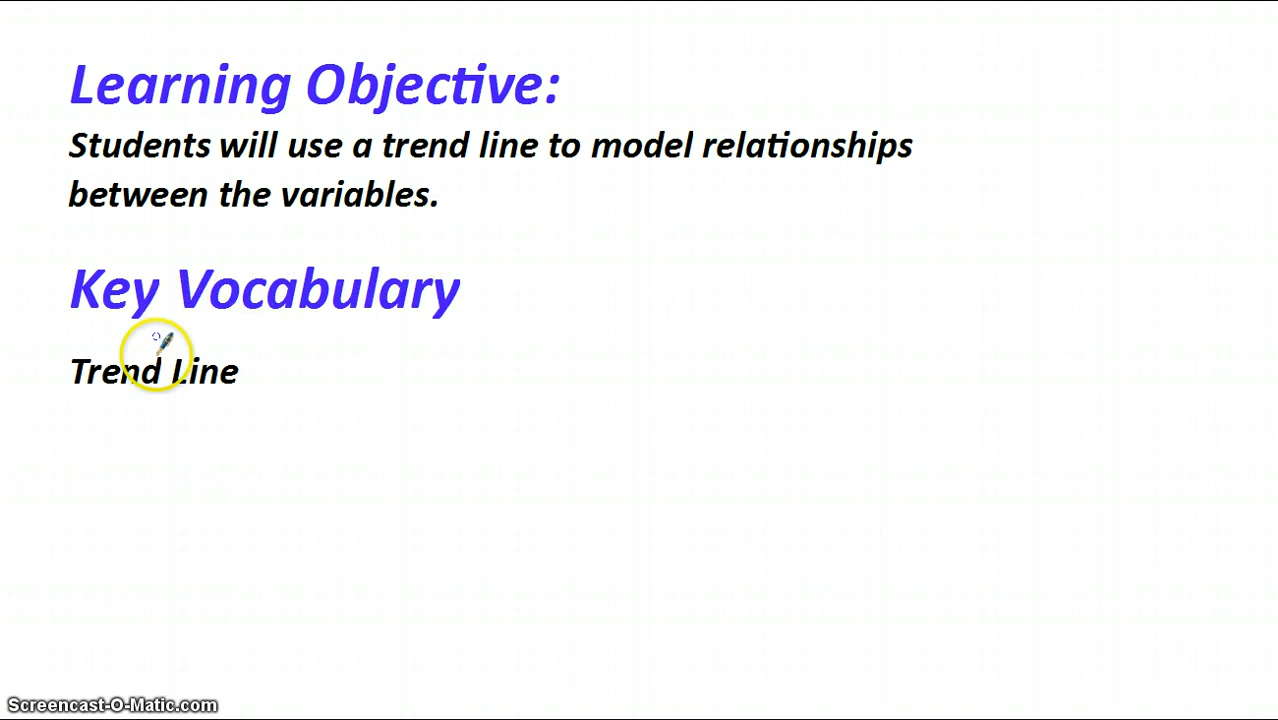 Learning Objective:
Students will use a trend line to model relationships
between the variables.
Key Vocabulary
Trend Line
Screencast-O-Matic.com